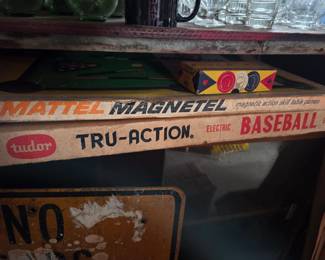 MATTEL MAGNETEL magnetic action skill table games
tudor TRU-ACTION. ELECTRIC BASEBALL
NO